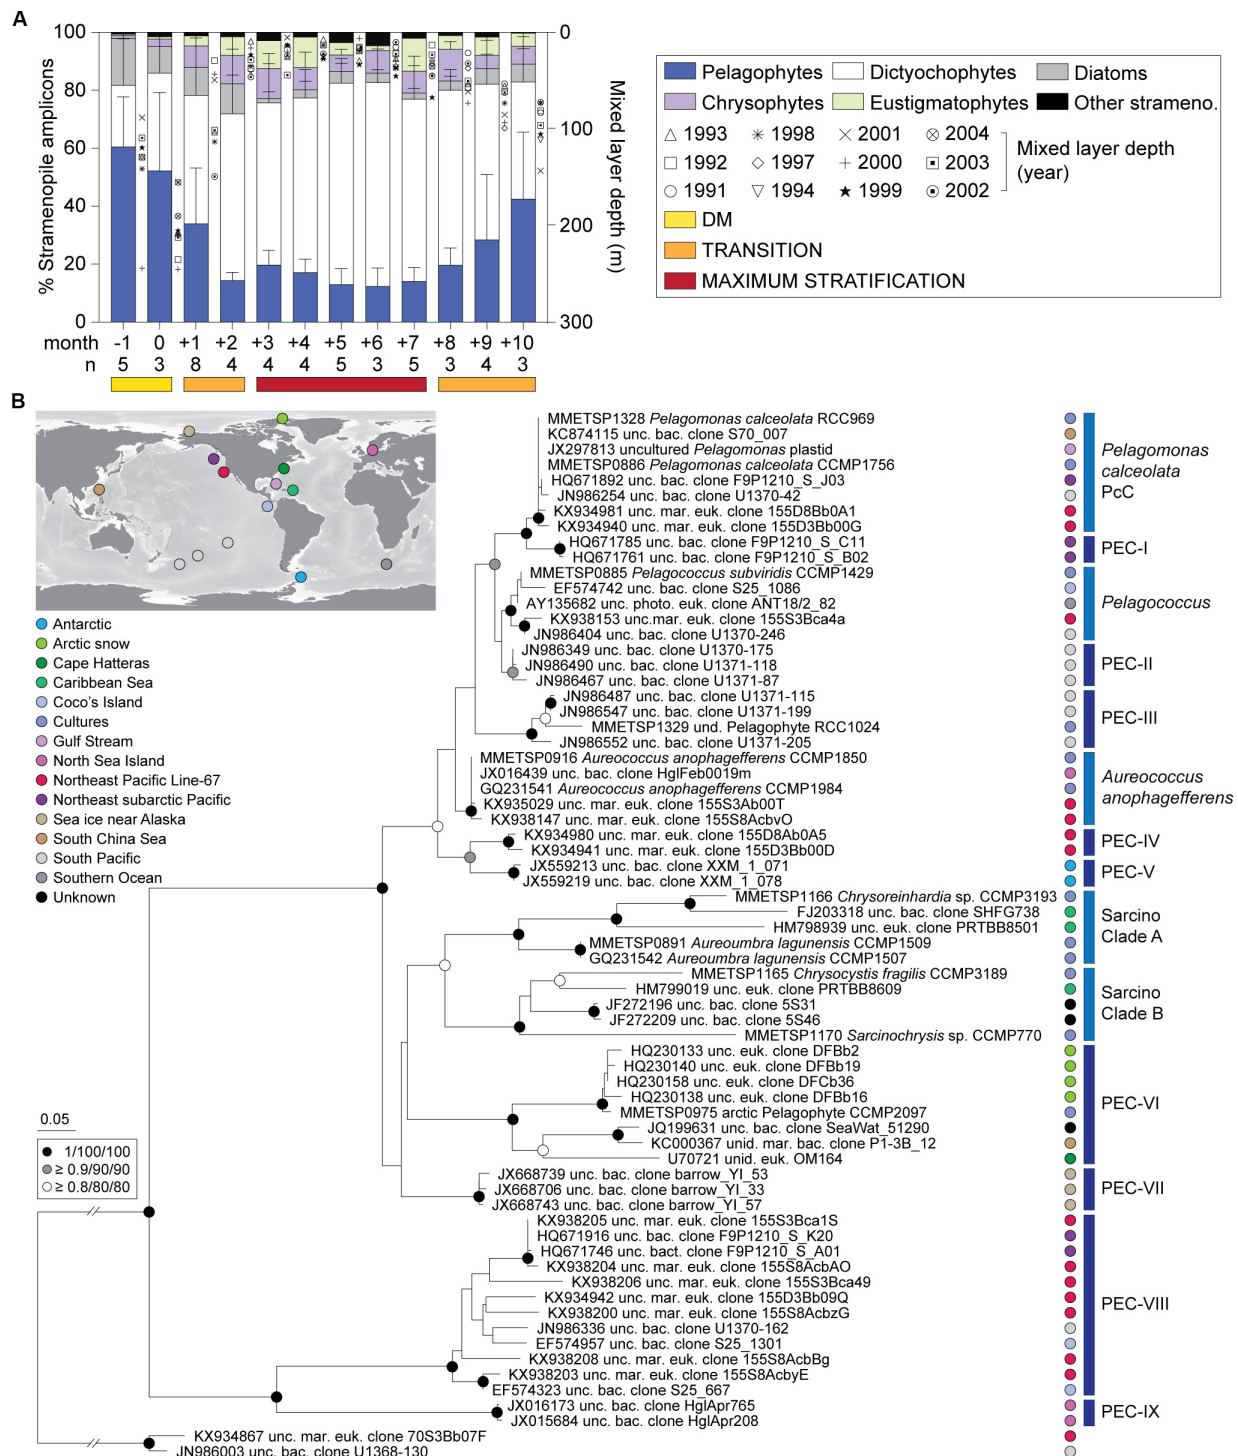 A
% Stramenopile amplicons
100
80
60
40
20
0
0
100
200
300
Mixed layer depth (m)
month -1 0 +1 +2 +3 +4 +5 +6 +7 +8 +9 +10
n 5 3 8 4 4 4 5 3 5 3 4 3
Pelagophytes Dictyochophytes Diatoms
Chrysophytes Eustigmatophytes Other strameno.
1993 1998 2001 2004
1992 1997 2000 2003
1991 1994 1999 2002
Mixed layer depth
(year)
DM
TRANSITION
MAXIMUM STRATIFICATION
B
Antarctic
Arctic snow
Cape Hatteras
Caribbean Sea
Coco's Island
Cultures
Gulf Stream
North Sea Island
Northeast Pacific Line-67
Northeast subarctic Pacific
Sea ice near Alaska
South China Sea
South Pacific
Southern Ocean
Unknown
0.05
1/100/100
≥ 0.9/90/90
≥ 0.8/80/80
MMETSP1328 Pelagomonas calceolata RCC969
KC874115 unc. bac. clone S70_007
JX297813 uncultured Pelagomonas plastid
MMETSP0886 Pelagomonas calceolata CCMP1756
HQ671892 unc. bac. clone F9P1210_S_J03
JN986254 unc. bac. clone U1370-42
KX934981 unc. mar. euk. clone 155D8Bb0A1
KX934940 unc. mar. euk. clone 155D3Bb00G
Pelagomonas
calceolata
PcC
HQ671785 unc. bac. clone F9P1210_S_C11
HQ671761 unc. bac. clone F9P1210_S_B02
PEC-I
MMETSP0885 Pelagococcus subviridis CCMP1429
EF574742 unc. bac. clone S25_1086
AY135682 unc. photo. euk. clone ANT18/2_82
KX938153 unc.mar. euk. clone 155S3Bca4a
JN986404 unc. bac. clone U1370-246
Pelagococcus
JN986349 unc. bac. clone U1370-175
JN986490 unc. bac. clone U1371-118
JN986467 unc. bac. clone U1371-87
PEC-II
JN986487 unc. bac. clone U1371-115
JN986547 unc. bac. clone U1371-199
MMETSP1329 und. Pelagophyte RCC1024
JN986552 unc. bac. clone U1371-205
PEC-III
MMETSP0916 Aureococcus anophagefferens CCMP1850
JX016439 unc. bac. clone HglFeb0019m
GQ231541 Aureococcus anophagefferens CCMP1984
KX935029 unc. mar. euk. clone 155S3Ab00T
KX938147 unc. mar. euk. clone 155S8AcbvO
Aureococcus
anophagefferens
KX934980 unc. mar. euk. clone 155D8Ab0A5
KX934941 unc. mar. euk. clone 155D3Bb00D
PEC-IV
JX559213 unc. bac. clone XXM_1_071
JX559219 unc. bac. clone XXM_1_078
PEC-V
MMETSP1166 Chrysoreinhardia sp. CCMP3193
FJ203318 unc. bac. clone SHFG738
HM798939 unc. euk. clone PRTBB8501
MMETSP0891 Aureoumbra lagunensis CCMP1509
GQ231542 Aureoumbra lagunensis CCMP1507
Sarcino
Clade A
MMETSP1165 Chrysocystis fragilis CCMP3189
HM799019 unc. euk. clone PRTBB8609
JF272196 unc. bac. clone 5S31
JF272209 unc. bac. clone 5S46
MMETSP1170 Sarcinochrysis sp. CCMP770
Sarcino
Clade B
HQ230133 unc. euk. clone DFBb2
HQ230140 unc. euk. clone DFBb19
HQ230158 unc. euk. clone DFCb36
HQ230138 unc. euk. clone DFBb16
MMETSP0975 arctic Pelagophyte CCMP2097
JQ199631 unc. bac. clone SeaWat_51290
KC000367 unid. mar. bac. clone P1-3B_12
U70721 unid. euk. OM164
PEC-VI
JX668739 unc. bac. clone barrow_YI_53
JX668706 unc. bac. clone barrow_YI_33
JX668743 unc. bac. clone barrow_YI_57
PEC-VII
KX938205 unc. mar. euk. clone 155S3Bca1S
HQ671916 unc. bac. clone F9P1210_S_K20
HQ671746 unc. bact. clone F9P1210_S_A01
KX938204 unc. mar. euk. clone 155S8AcbAO
KX938206 unc. mar. euk. clone 155S3Bca49
KX934942 unc. mar. euk. clone 155D3Bb09Q
KX938200 unc. mar. euk. clone 155S8AcbzG
JN986336 unc. bac. clone U1370-162
EF574957 unc. bac. clone S25_1301
KX938208 unc. mar. euk. clone 155S8AcbBg
KX938203 unc. mar. euk. clone 155S8AcbyE
EF574323 unc. bac. clone S25_667
PEC-VIII
JX016173 unc. bac. clone HglApr765
JX015684 unc. bac. clone HglApr208
PEC-IX
KX934867 unc. mar. euk. clone 70S3Bb07F
JN986003 unc. bac. clone U1368-130